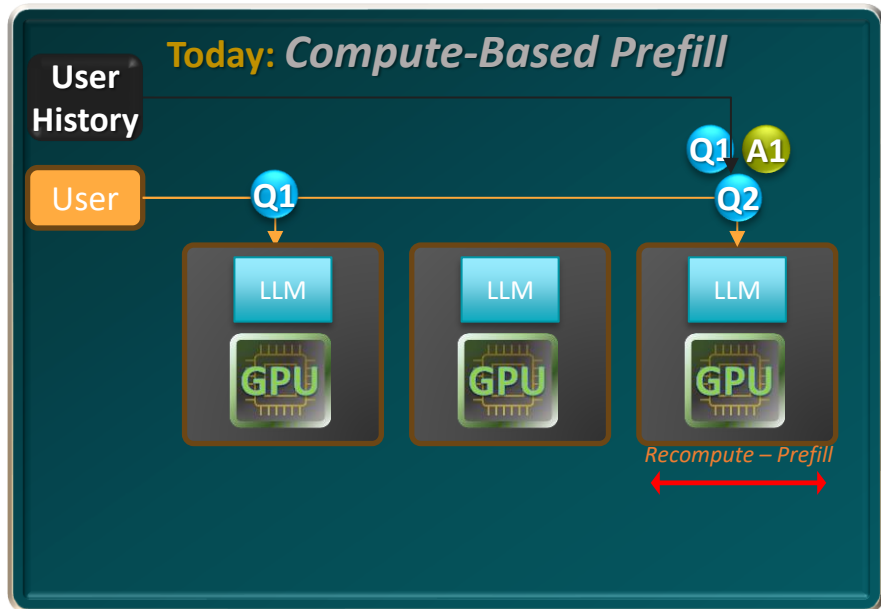 Today: Compute-Based Prefill
User
History
Q1 A1
User
Q1
Q2
LLM
LLM
LLM
GPU
GPU
GPU
Recompute – Prefill